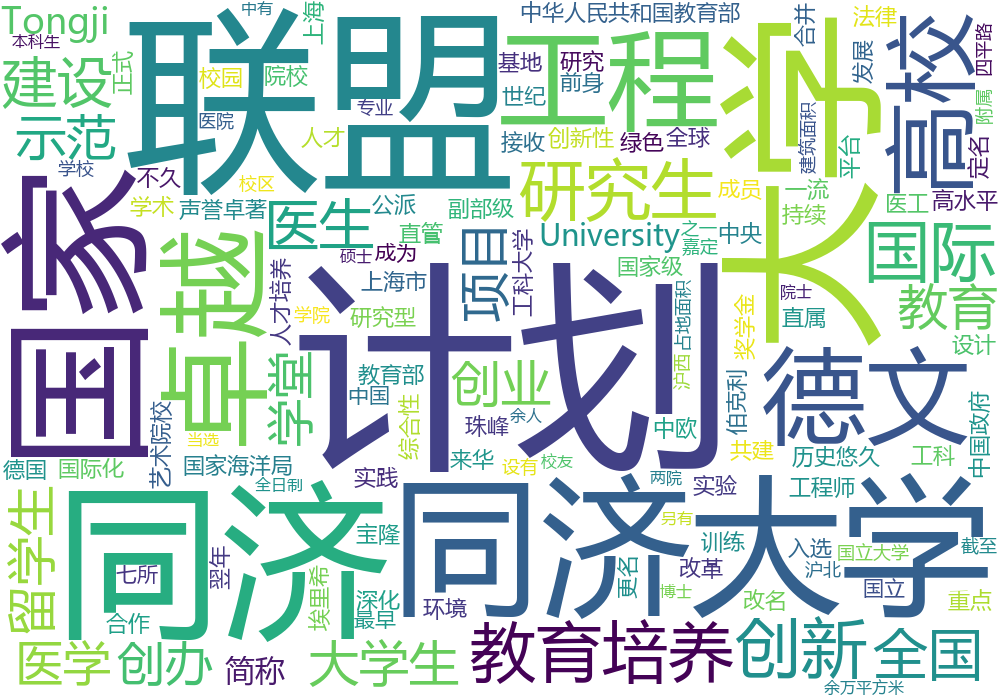 Tongji
中有
本科生
正式
上海
中华人民共和国教育部
合并
法律
联盟
工程
大学
高校
四平路
建设
校园
院校
基地
研究
前身
发展
世纪
专业
示范
医院
人才
接收
创新性
绿色
全球
建筑面积
平台
附属
定名
学校
不久
校区
研究生
成员
一流
医工
高水平
国家
学术
声誉卓著
医生
公派
副部级
持续
卓越
直管
University
之一
嘉定
中央
国际
项目
工科大学
硕士
成为
人才培养
上海市
国家级
占地面积
院士
计划
学院
研究型
奖学金
直属
教育
设计
德文
学堂
教育部
创业
沪西
中国
伯克利
艺术院校
综合性
珠峰
余人
中欧
共建
当选
德国
国际化
国家海洋局
来华
设有
校友
历史悠久
工科
中国政府
全日制
实践
两院
实验
工程师
同济
同济大学
留学生
宝隆
另有
训练
入选
国立大学
截至
七所
翌年
埃里希
深化
最早
环境
更名
改革
博士
改名
沪北
国立
重点
合作
医学
创办
简称
大学生
教育培养
创新
全国
余万平方米